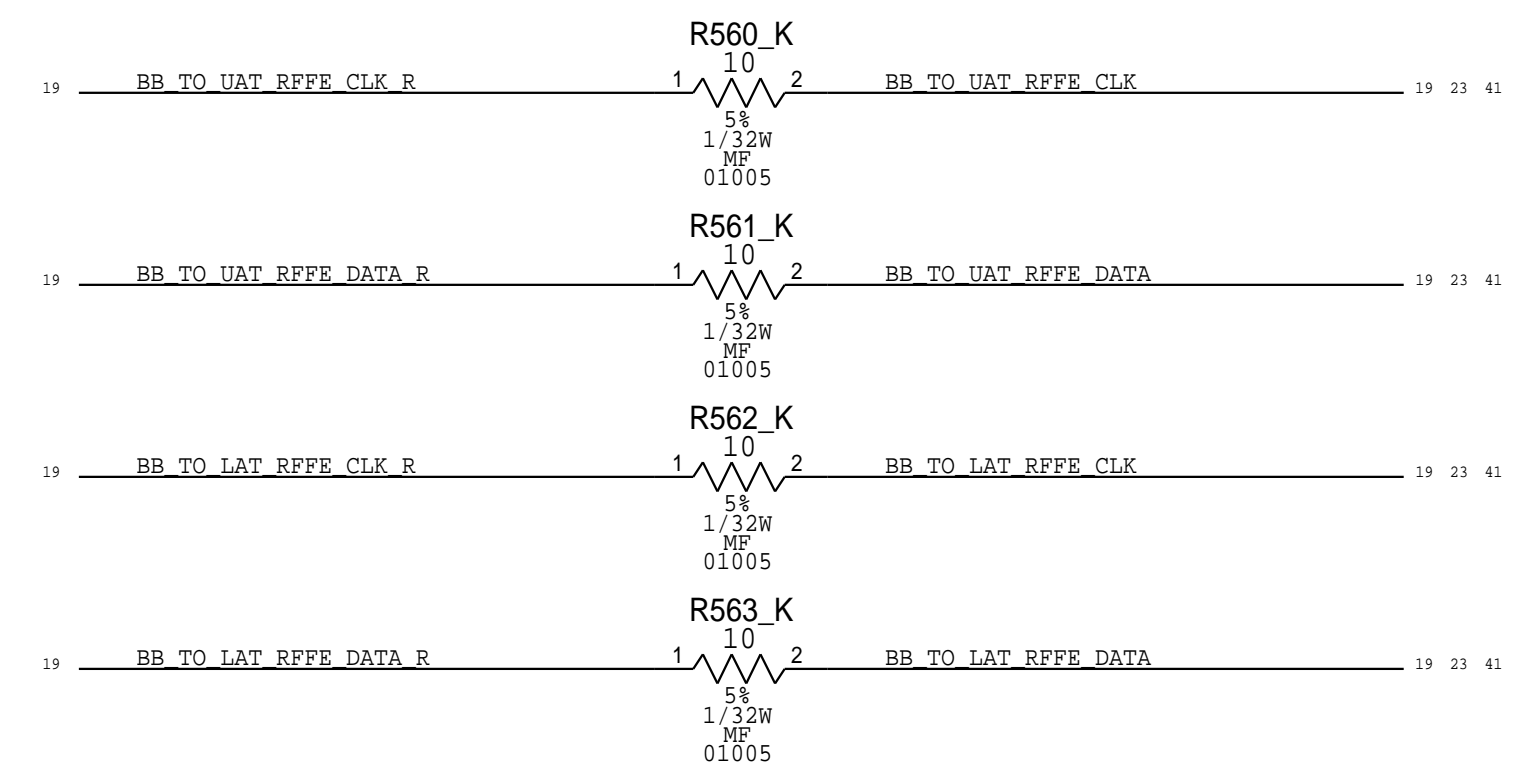 R560_K
10
19 BB_TO_UAT_RFFE_CLK_R 1 2 BB_TO_UAT_RFFE_CLK 19 23 41
5%
1/32W
MF
01005
R561_K
10
19 BB_TO_UAT_RFFE_DATA_R 1 2 BB_TO_UAT_RFFE_DATA 19 23 41
5%
1/32W
MF
01005
R562_K
10
19 BB_TO_LAT_RFFE_CLK_R 1 2 BB_TO_LAT_RFFE_CLK 19 23 41
5%
1/32W
MF
01005
R563_K
10
19 BB_TO_LAT_RFFE_DATA_R 1 2 BB_TO_LAT_RFFE_DATA 19 23 41
5%
1/32W
MF
01005